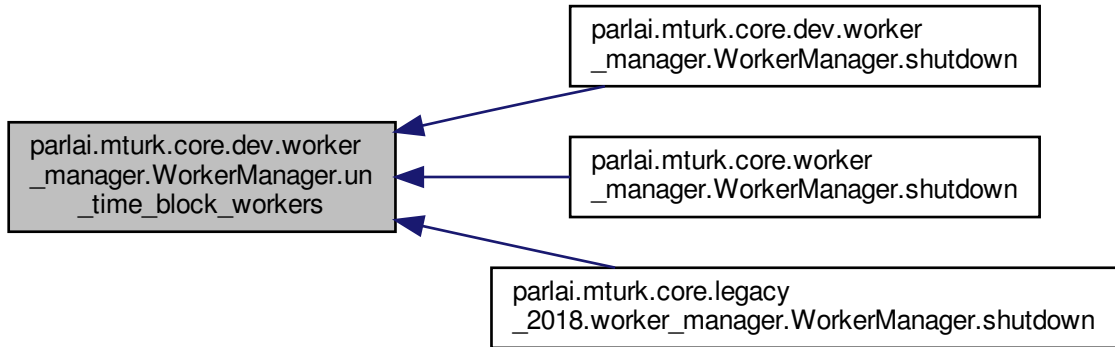 parlai.mturk.core.dev.worker
_manager.WorkerManager.un
_time_block_workers
parlai.mturk.core.dev.worker
_manager.WorkerManager.shutdown
parlai.mturk.core.worker
_manager.WorkerManager.shutdown
parlai.mturk.core.legacy
_2018.worker_manager.WorkerManager.shutdown